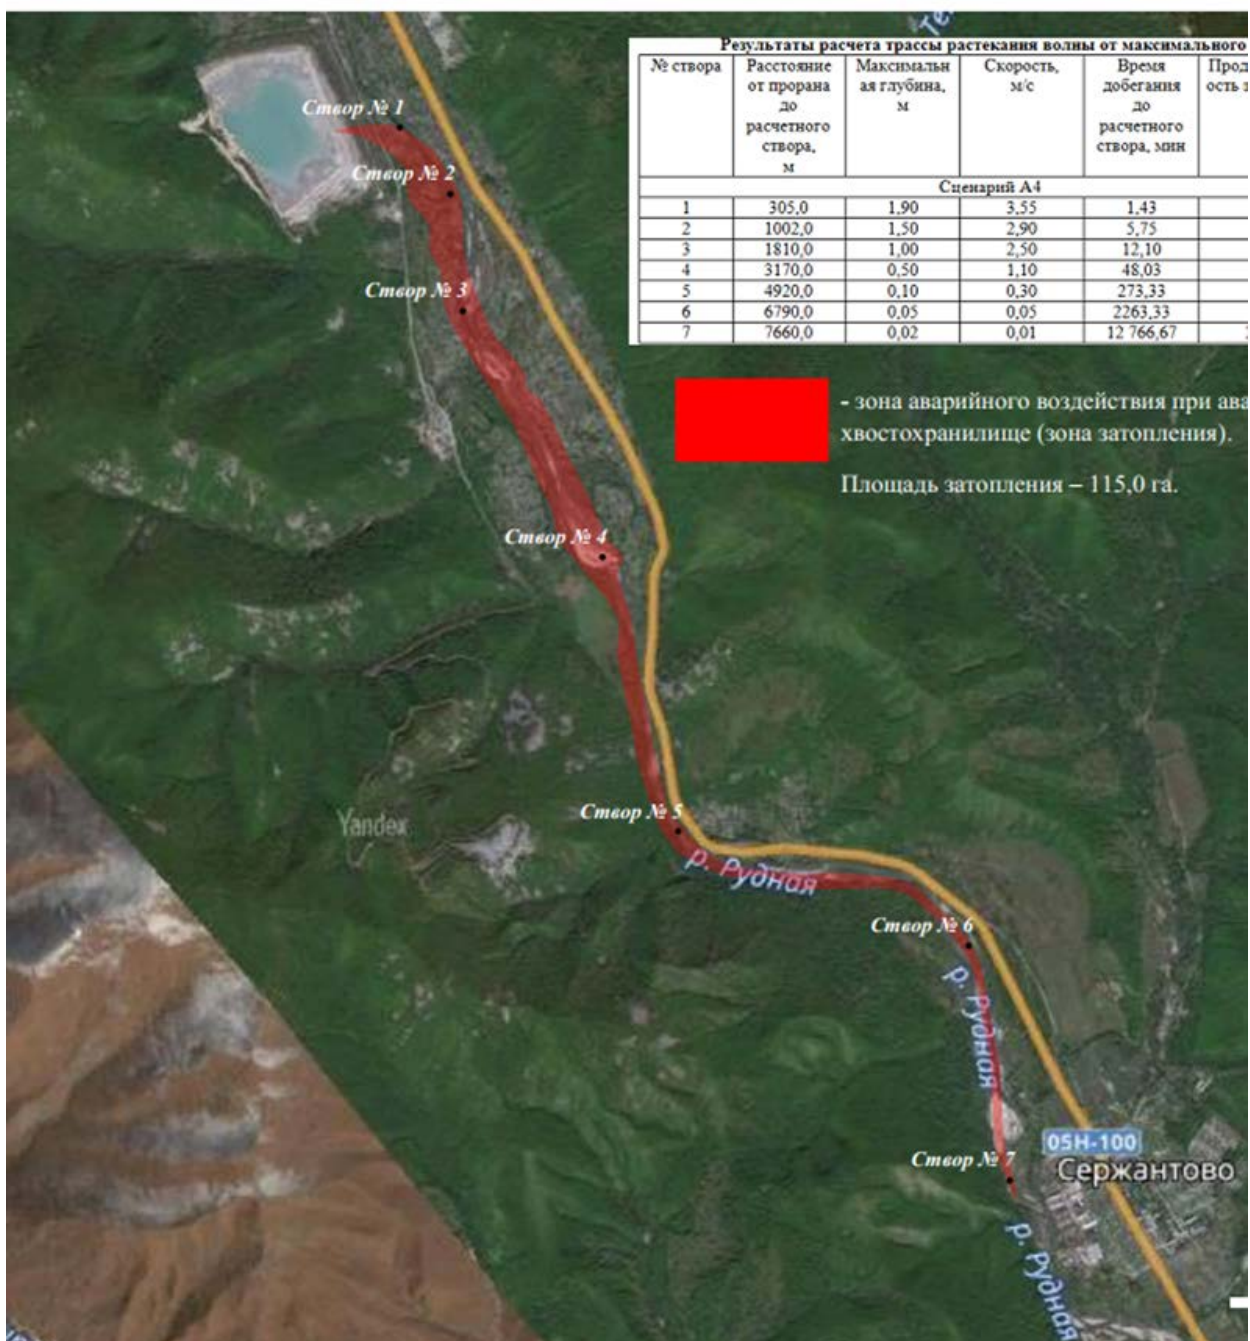 Те
Результаты расчета трассы растекания волны от максимального
№ створа
Расстояние
от прорана
до
расчетного
створа,
м
Максимальн
ая глубина,
м
Скорость,
м/с
Время
добегания
до
расчетного
створа, мин
Прод
ость з
Сценарий А4
1 305,0 1,90 3,55 1,43
2 1002,0 1,50 2,90 5,75
3 1810,0 1,00 2,50 12,10
4 3170,0 0,50 1,10 48,03
5 4920,0 0,10 0,30 273,33
6 6790,0 0,05 0,05 2263,33
7 7660,0 0,02 0,01 12 766,67
Створ № 1
Створ № 2
Створ № 3
- зона аварийного воздействия при ава
хвостохранилище (зона затопления).
Площадь затопления – 115,0 га.
Створ № 4
Створ № 5
Yandex
р. Рудная
Створ № 6
р. Рудная
05Н-100
Створ № 7
Сержантово
р. Рудная